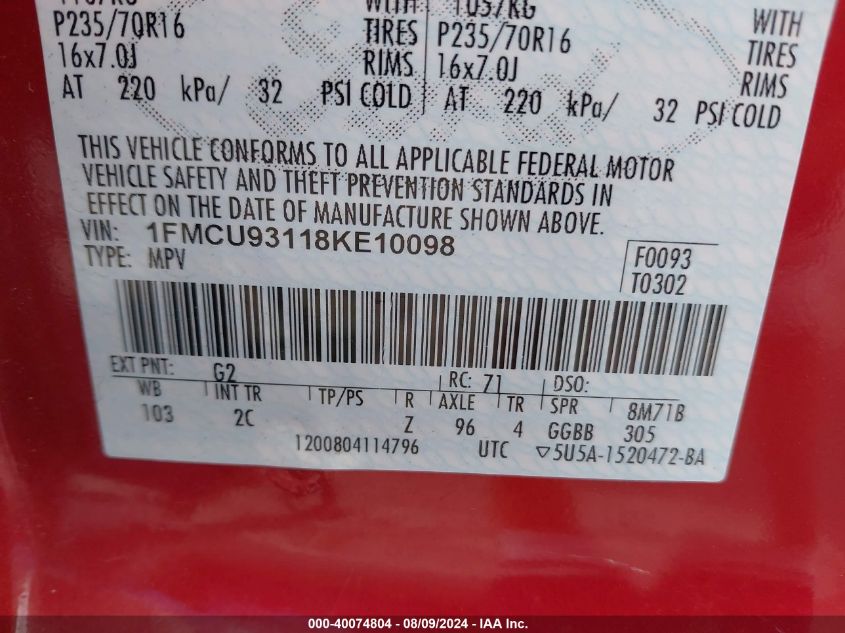 WITH
P235/70R16 TIRES P235/70R16 WITH TIRES
16x7.0J RIMS 16x7.0J RIMS
AT 220 kPa/ 32 PSI COLD AT 220 kPa/ 32 PSI COLD
THIS VEHICLE CONFORMS TO ALL APPLICABLE FEDERAL MOTOR
VEHICLE SAFETY AND THEFT PREVENTION STANDARDS IN
EFFECT ON THE DATE OF MANUFACTURE SHOWN ABOVE.
VIN: 1FMCU93118KE10098
TYPE: MPV
F0093
T0302
EXT PNT: G2 RC: 71 DSO:
WB INT TR TP/PS R AXLE TR SPR 8M71B
103 2C Z 96 4 GGBB 305
1200804114796 UTC ▽5U5A-1520472-BA
000-40074804 - 08/09/2024 - IAA Inc.